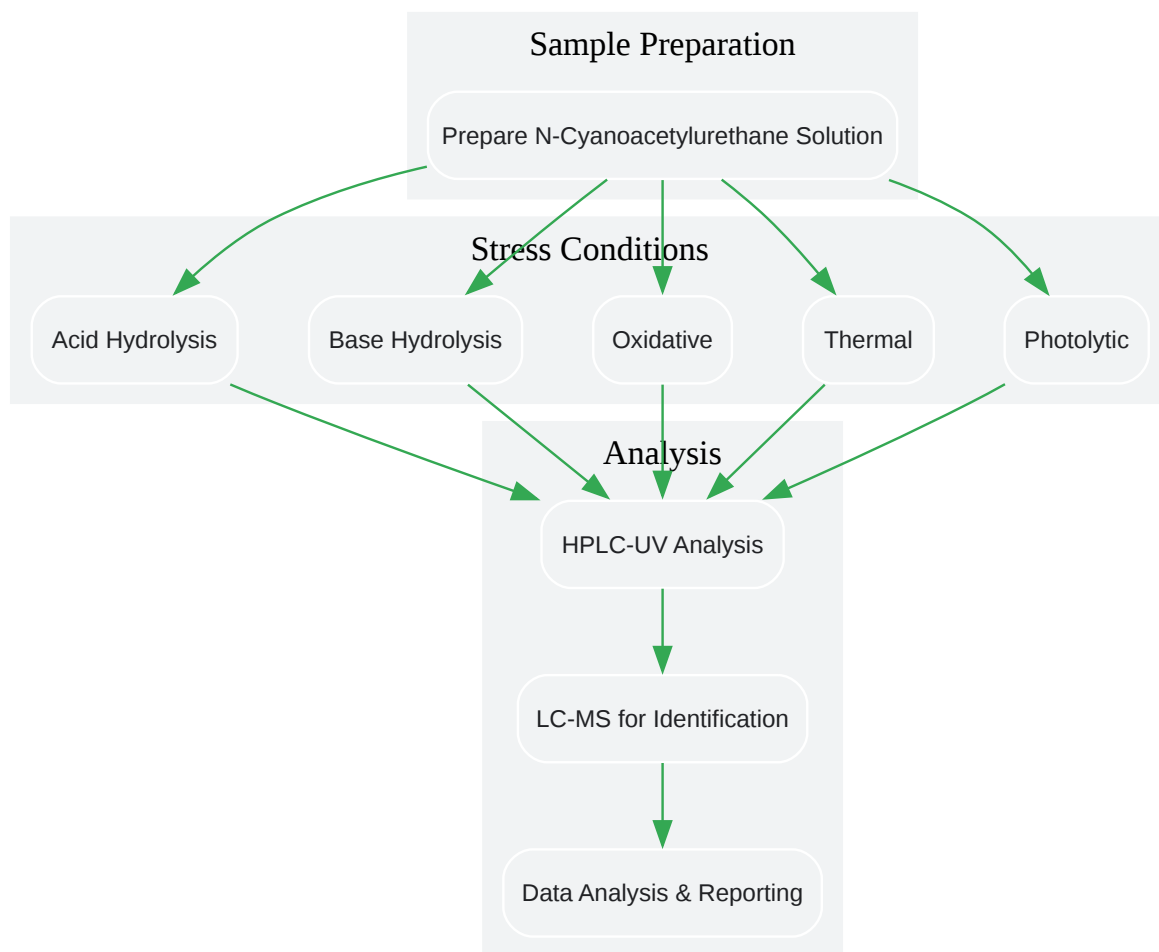 Sample Preparation
Prepare N-Cyanoacetylurethane Solution
Stress Conditions
Acid Hydrolysis
Base Hydrolysis
Oxidative
Thermal
Photolytic
Analysis
HPLC-UV Analysis
LC-MS for Identification
Data Analysis & Reporting